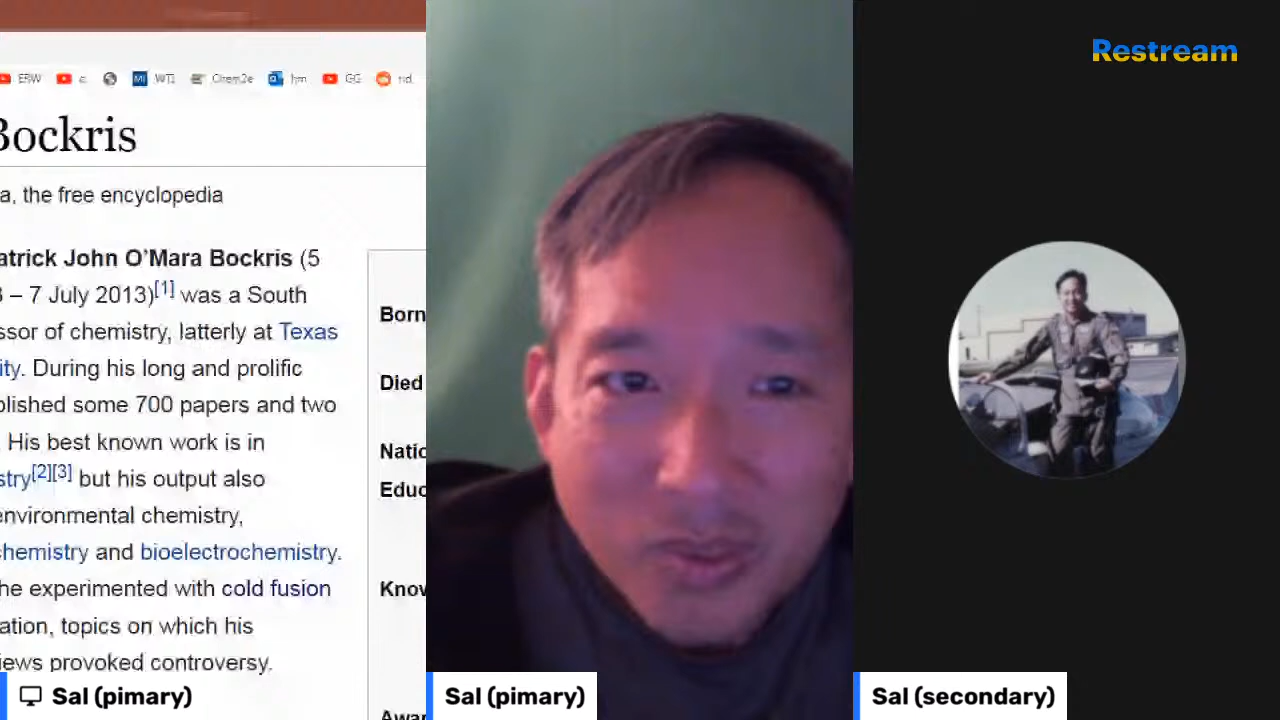 ERW
c.
WTI
Chem2e
hm
GG
rid.
Restream
Bockris
a, the free encyclopedia
atrick John O'Mara Bockris (5
3 – 7 July 2013)[1] was a South
ssor of chemistry, latterly at Texas
ity. During his long and prolific
blished some 700 papers and two
. His best known work is in
stry[2][3] but his output also
environmental chemistry,
chemistry and bioelectrochemistry.
he experimented with cold fusion
ation, topics on which his
iews provoked controversy.
Born
Died
Natio
Educ
Know
Awar
Sal (pimary)
Sal (pimary)
Sal (secondary)